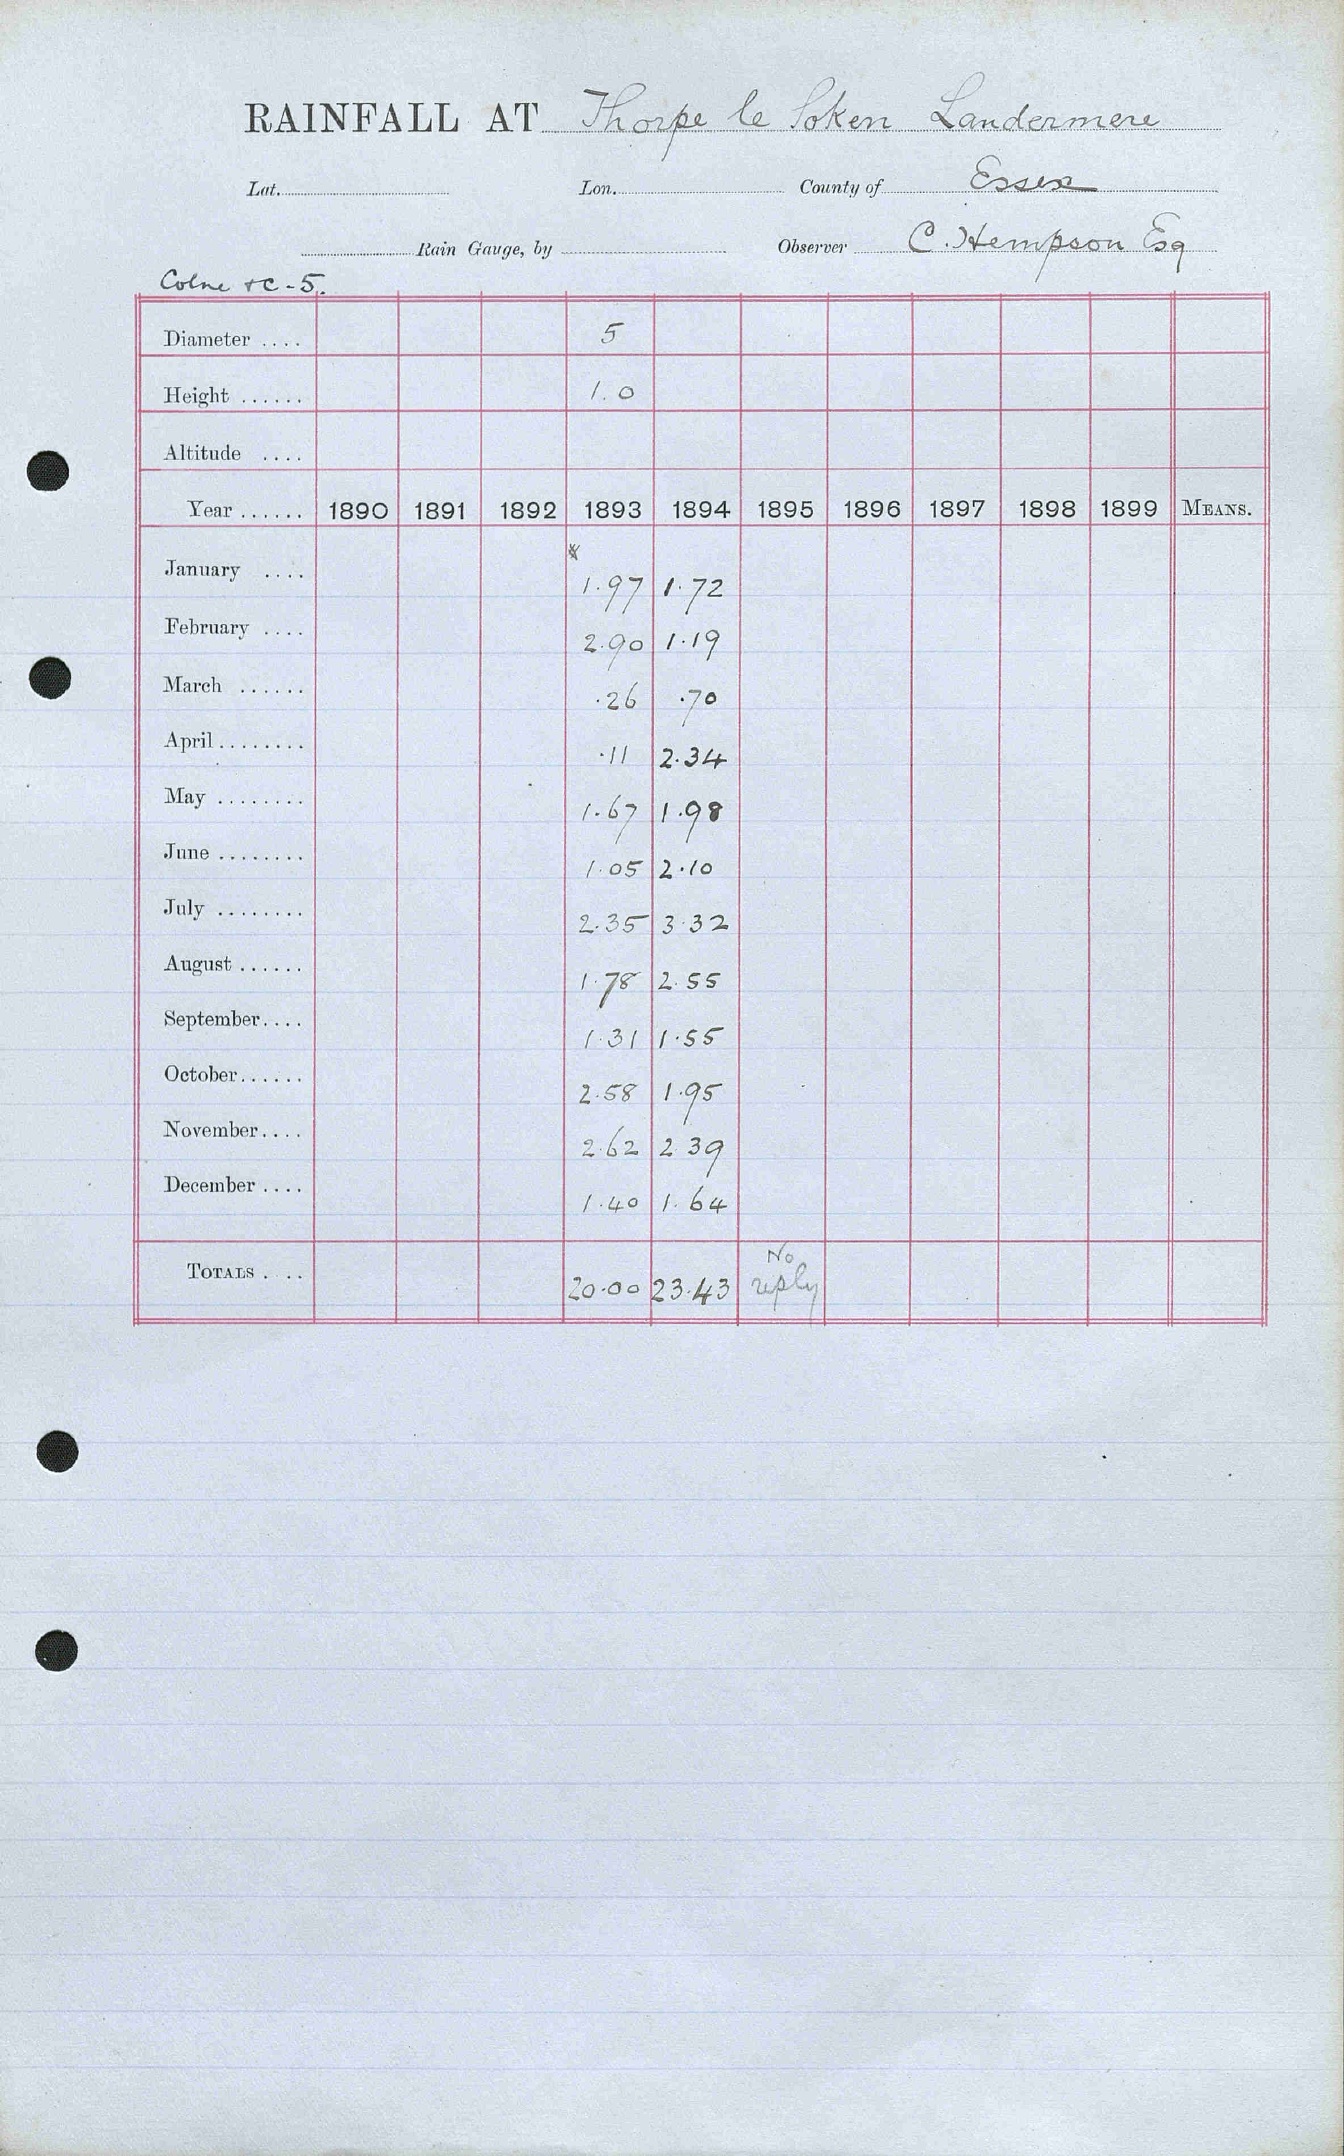 RAINFALL AT Thorpe le Soken Landermere
Lat. Lon. County of Essex
Rain Gauge, by Observer C. Hempson Esq
Colne &c - 5.
Diameter .... 5
Height ...... 1.0
Altitude ....
Year ...... 1890 1891 1892 1893 1894 1895 1896 1897 1898 1899 MEANS.
January .... 1.97 1.72
February .... 2.90 1.19
March ...... .26 .70
April ........ .11 2.34
May ........ 1.67 1.98
June ........ 1.05 2.10
July ........ 2.35 3.32
August ...... 1.78 2.55
September .... 1.31 1.55
October ...... 2.58 1.95
November .... 2.62 2 39
December .... 1.40 1.64
TOTALS .... 20.00 23.43 No reply